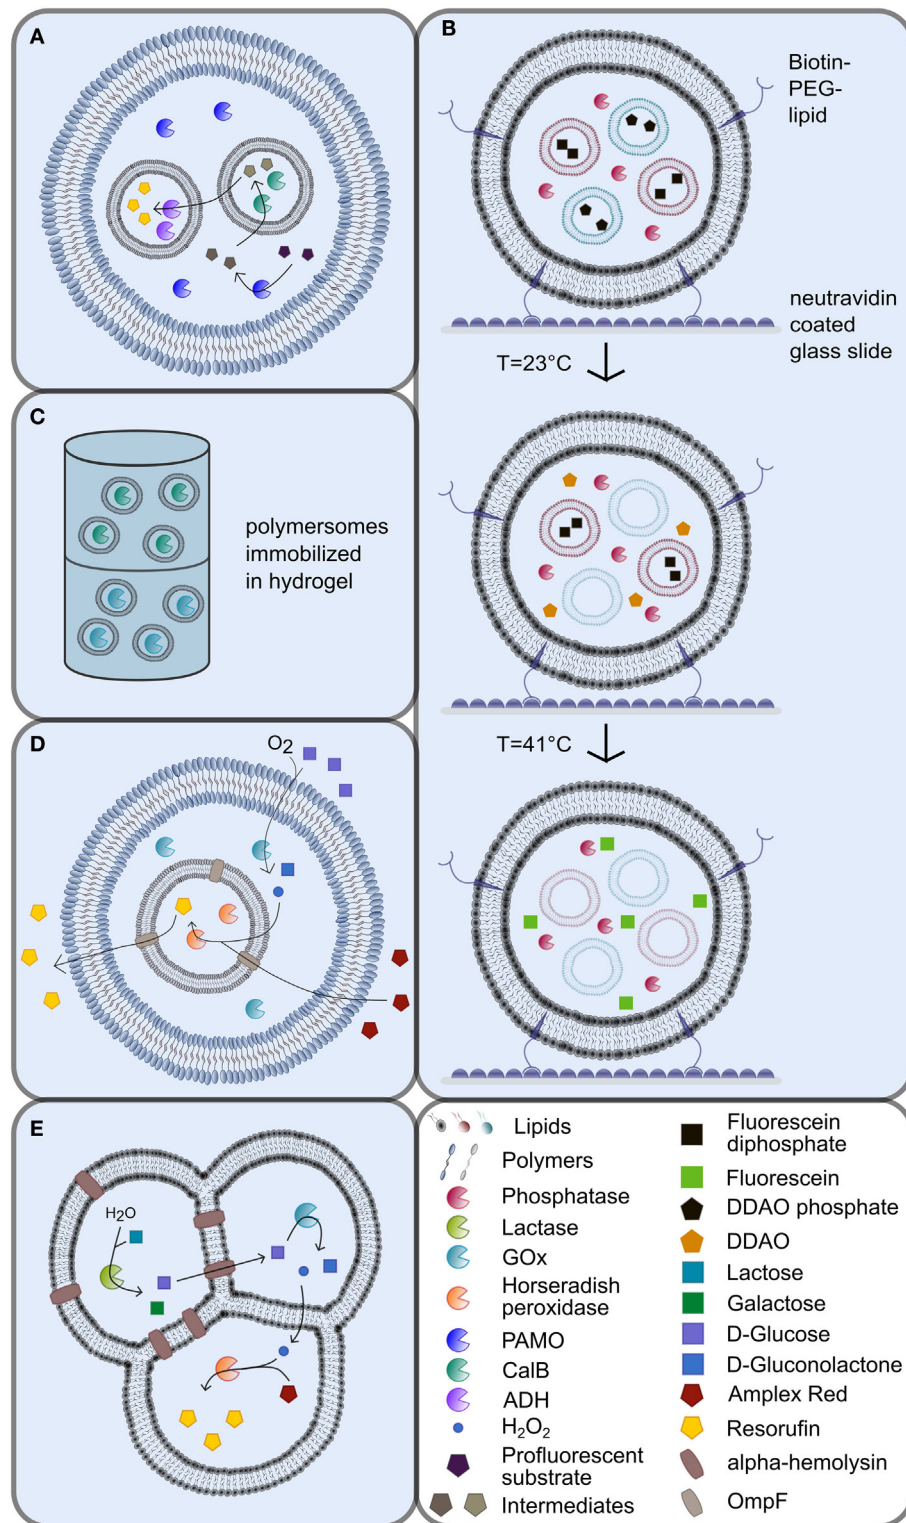 A
B
Biotin-
PEG-
lipid
neutravidin
coated
glass slide
T=23°C
C
polymersomes
immobilized
in hydrogel
D
O2
T=41°C
E
H2O
Lipids
Polymers
Phosphatase
Lactase
GOx
Horseradish
peroxidase
PAMO
CalB
ADH
H2O2
Profluorescent
substrate
Intermediates
Fluorescein
diphosphate
Fluorescein
DDAO phosphate
DDAO
Lactose
Galactose
D-Glucose
D-Gluconolactone
Amplex Red
Resorufin
alpha-hemolysin
OmpF